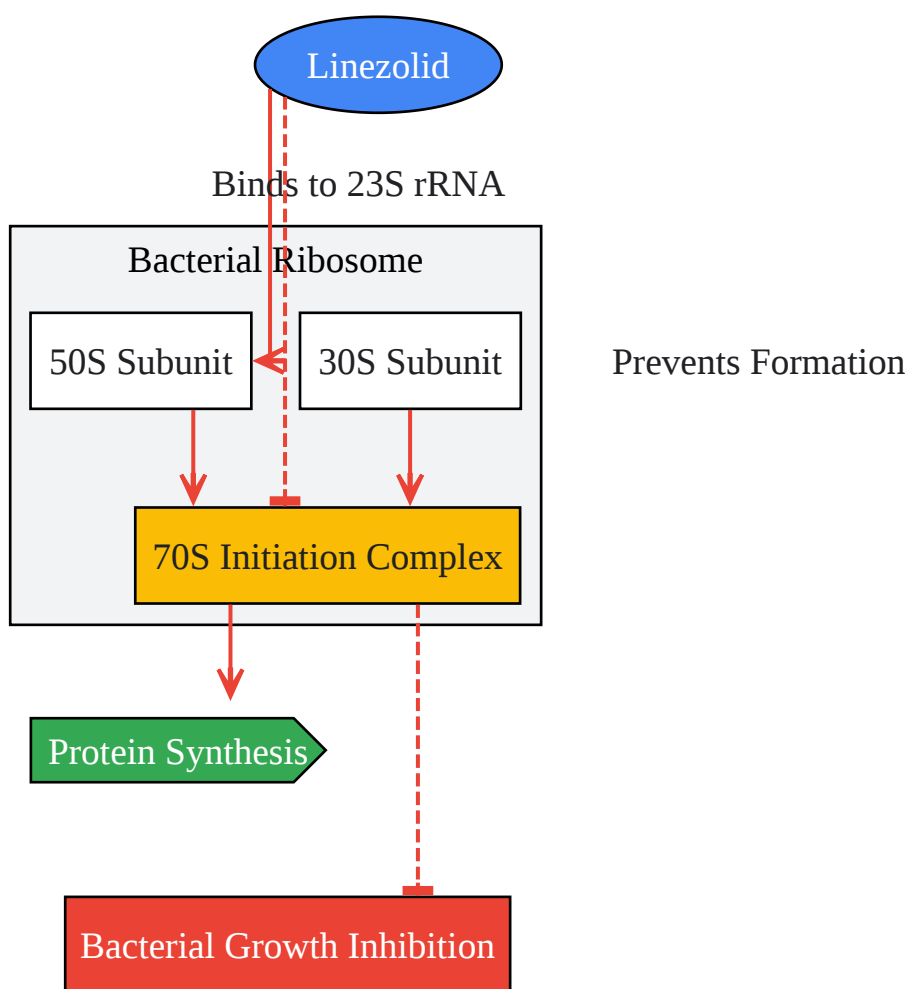 Linezolid
Binds to 23S rRNA
Bacterial Ribosome
50S Subunit
30S Subunit
Prevents Formation
70S Initiation Complex
Protein Synthesis
Bacterial Growth Inhibition